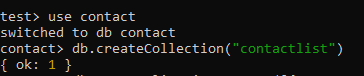 test> use contact
switched to db contact
contact> db.createCollection("contactlist")
{ ok: 1 }